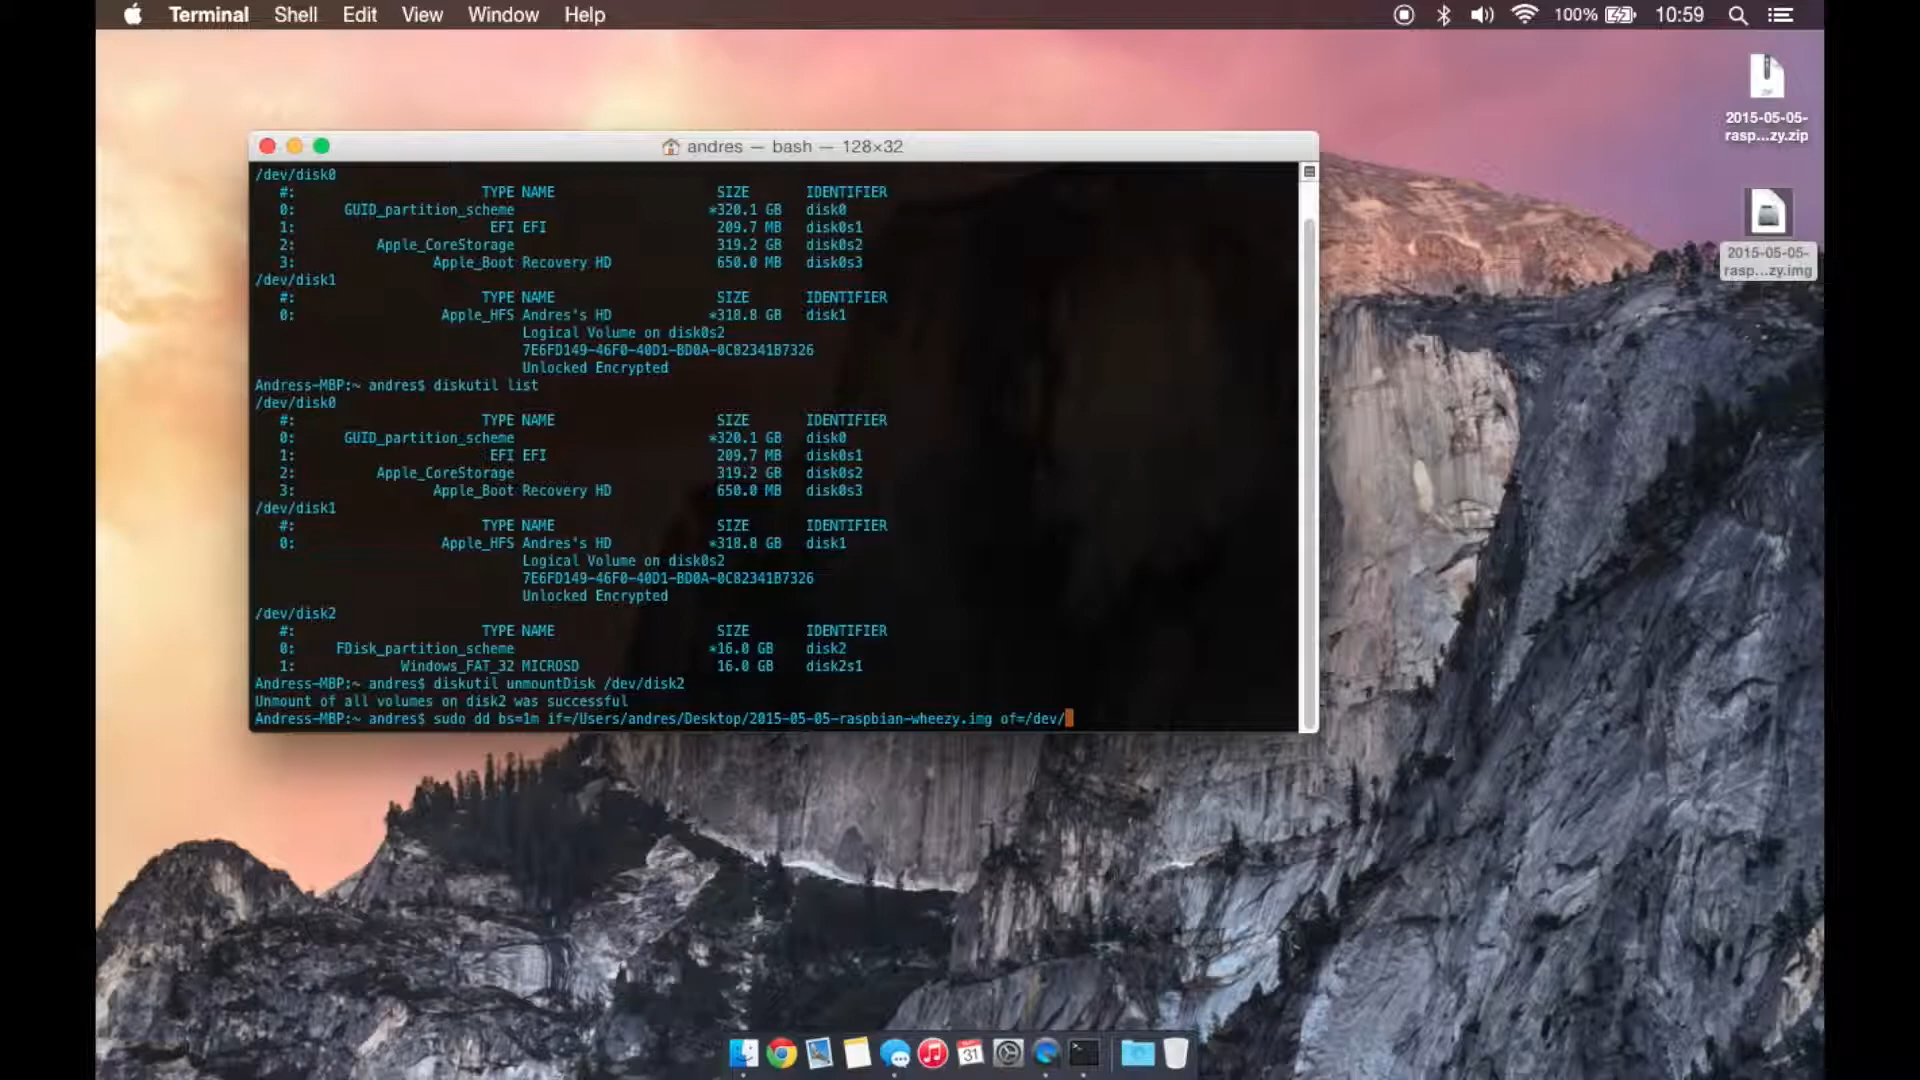 Terminal Shell Edit View Window Help 100% 10:59
2015-05-05-
rasp...zy.zip
2015-05-05-
rasp...zy.img
andres — bash — 128×32
/dev/disk0
#: TYPE NAME SIZE IDENTIFIER
0: GUID_partition_scheme *320.1 GB disk0
1: EFI EFI 209.7 MB disk0s1
2: Apple_CoreStorage 319.2 GB disk0s2
3: Apple_Boot Recovery HD 650.0 MB disk0s3
/dev/disk1
#: TYPE NAME SIZE IDENTIFIER
0: Apple_HFS Andres's HD *318.8 GB disk1
Logical Volume on disk0s2
7E6FD149-46F0-40D1-BD0A-0C82341B7326
Unlocked Encrypted
Andress-MBP:~ andres$ diskutil list
/dev/disk0
#: TYPE NAME SIZE IDENTIFIER
0: GUID_partition_scheme *320.1 GB disk0
1: EFI EFI 209.7 MB disk0s1
2: Apple_CoreStorage 319.2 GB disk0s2
3: Apple_Boot Recovery HD 650.0 MB disk0s3
/dev/disk1
#: TYPE NAME SIZE IDENTIFIER
0: Apple_HFS Andres's HD *318.8 GB disk1
Logical Volume on disk0s2
7E6FD149-46F0-40D1-BD0A-0C82341B7326
Unlocked Encrypted
/dev/disk2
#: TYPE NAME SIZE IDENTIFIER
0: FDisk_partition_scheme *16.0 GB disk2
1: Windows_FAT_32 MICROSD 16.0 GB disk2s1
Andress-MBP:~ andres$ diskutil unmountDisk /dev/disk2
Unmount of all volumes on disk2 was successful
Andress-MBP:~ andres$ sudo dd bs=1m if=/Users/andres/Desktop/2015-05-05-raspbian-wheezy.img of=/dev/
31